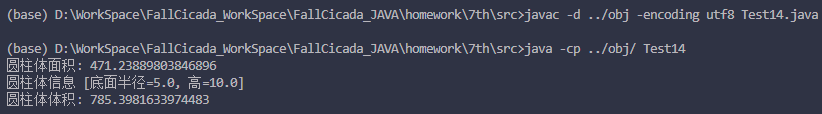 (base) D:\WorkSpace\FallCicada_WorkSpace\FallCicada_JAVA\homework\7th\src>javac -d ../obj -encoding utf8 Test14.java
(base) D:\WorkSpace\FallCicada_WorkSpace\FallCicada_JAVA\homework\7th\src>java -cp ../obj/ Test14
圆柱体面积: 471.23889803846896
圆柱体信息 [底面半径=5.0, 高=10.0]
圆柱体体积: 785.3981633974483